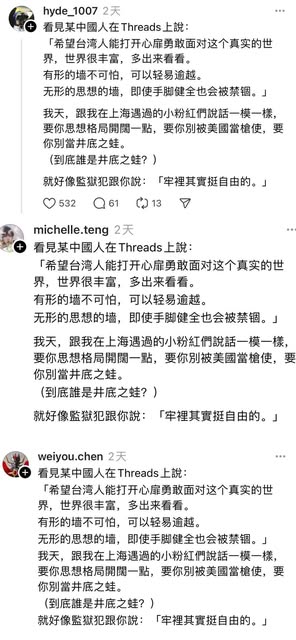 hyde_1007 2天
看見某中國人在Threads上說：
「希望台湾人能打开心扉勇敢面对这个真实的世
界，世界很丰富，多出来看看。
有形的墙不可怕，可以轻易逾越。
无形的思想的墙，即使手脚健全也会被禁锢。」
我天，跟我在上海遇過的小粉紅們說話一模一樣，
要你思想格局開闊一點，要你別被美國當槍使，要
你別當井底之蛙。
（到底誰是井底之蛙？）
就好像監獄犯跟你說：「牢裡其實挺自由的。」
532 61 13
michelle.teng 2天
看見某中國人在Threads上說：
「希望台湾人能打开心扉勇敢面对这个真实的世
界，世界很丰富，多出来看看。
有形的墙不可怕，可以轻易逾越。
无形的思想的墙，即使手脚健全也会被禁锢。」
我天，跟我在上海遇過的小粉紅們說話一模一樣，
要你思想格局開闊一點，要你別被美國當槍使，要
你別當井底之蛙。
（到底誰是井底之蛙？）
就好像監獄犯跟你說：「牢裡其實挺自由的。」
weiyou.chen 2天
看見某中國人在Threads上說：
「希望台湾人能打开心扉勇敢面对这个真实的世
界，世界很丰富，多出来看看。
有形的墙不可怕，可以轻易逾越。
无形的思想的墙，即使手脚健全也会被禁锢。」
我天，跟我在上海遇過的小粉紅們說話一模一樣，
要你思想格局開闊一點，要你別被美國當槍使，要
你別當井底之蛙。
（到底誰是井底之蛙？）
就好像監獄犯跟你說：「牢裡其實挺自由的。」